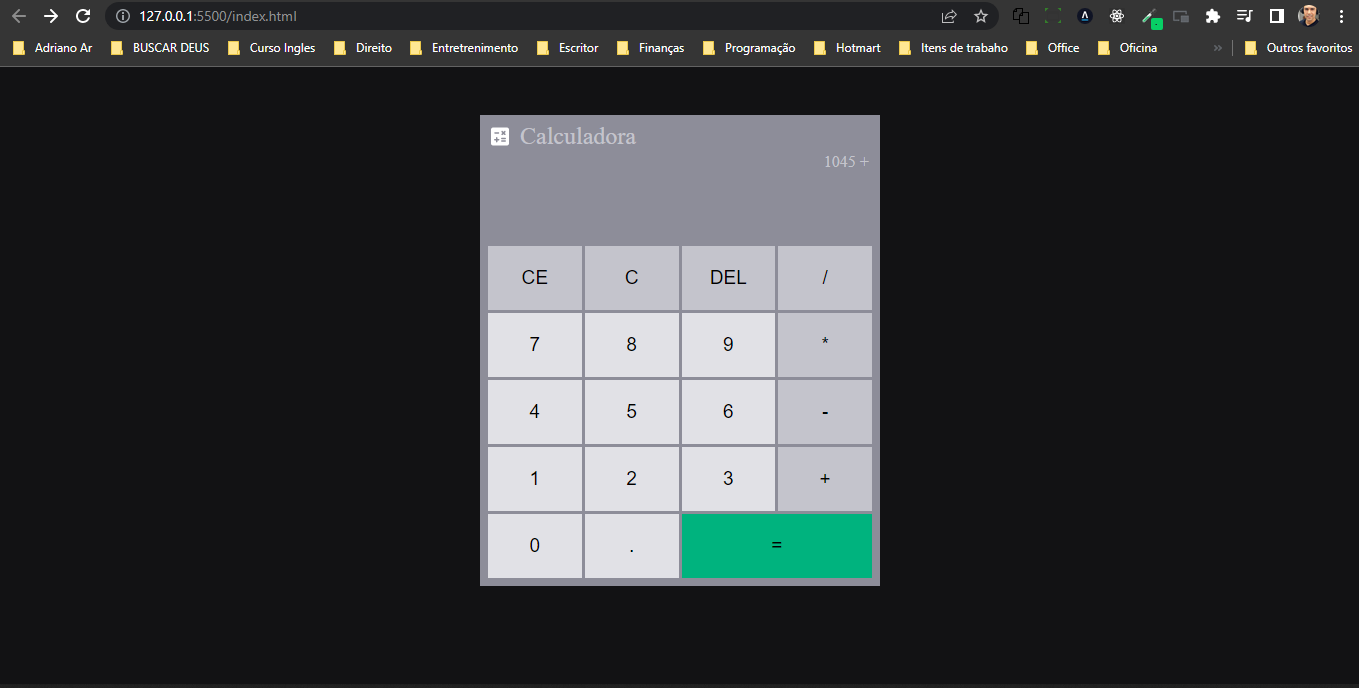 127.0.0.1:5500/index.html
Adriano Ar BUSCAR DEUS Curso Ingles Direito Entretrenimento Escritor Finanças Programação Hotmart Itens de trabaho Office Oficina » Outros favoritos
Calculadora
1045 +
CE C DEL /
7 8 9 *
4 5 6 -
1 2 3 +
0 . =